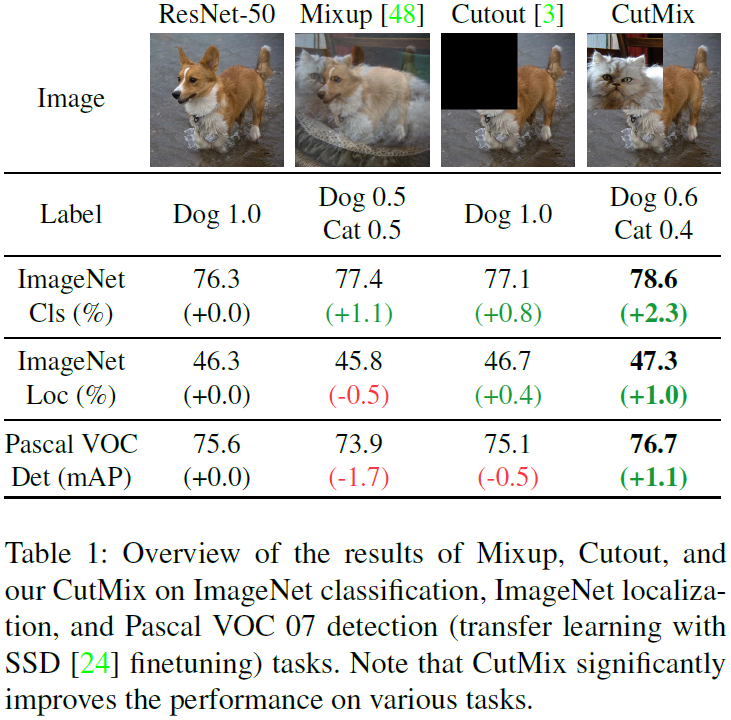 ResNet-50 Mixup [48] Cutout [3] CutMix
Image
Label Dog 1.0 Dog 0.5 Cat 0.5 Dog 1.0 Dog 0.6 Cat 0.4
ImageNet 76.3 77.4 77.1 78.6
Cls (%) (+0.0) (+1.1) (+0.8) (+2.3)
ImageNet 46.3 45.8 46.7 47.3
Loc (%) (+0.0) (-0.5) (+0.4) (+1.0)
Pascal VOC 75.6 73.9 75.1 76.7
Det (mAP) (+0.0) (-1.7) (-0.5) (+1.1)
Table 1: Overview of the results of Mixup, Cutout, and
our CutMix on ImageNet classification, ImageNet localiza-
tion, and Pascal VOC 07 detection (transfer learning with
SSD [24] finetuning) tasks. Note that CutMix significantly
improves the performance on various tasks.